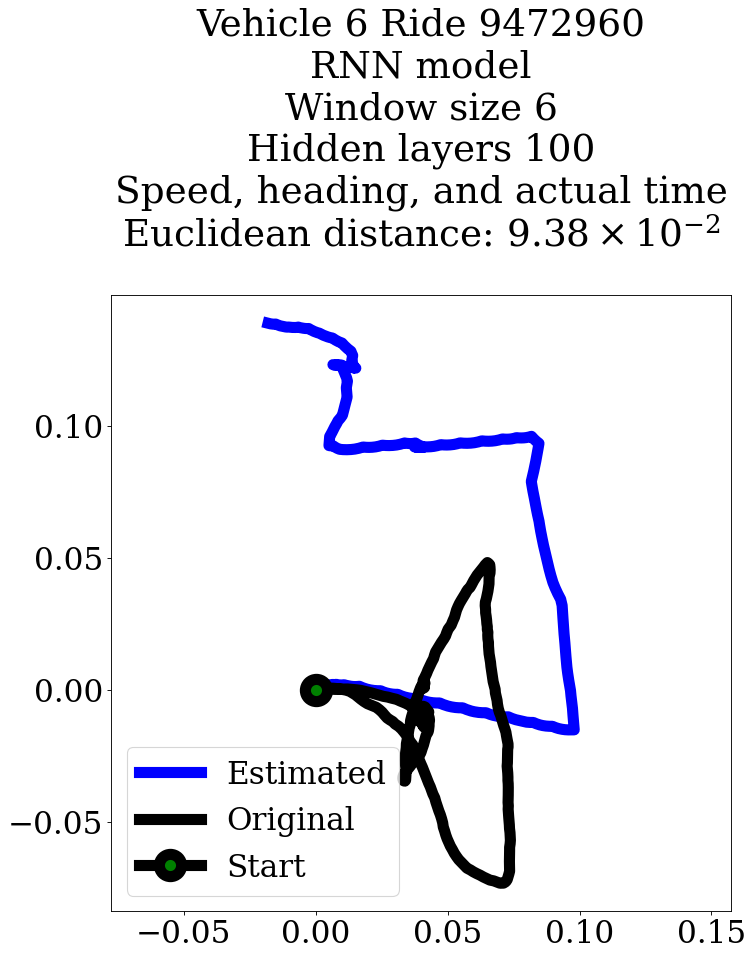 Vehicle 6 Ride 9472960
RNN model
Window size 6
Hidden layers 100
Speed, heading, and actual time
Euclidean distance: 9.38 × 10⁻²
0.10
0.05
0.00
−0.05
Estimated
Original
Start
−0.05 0.00 0.05 0.10 0.15